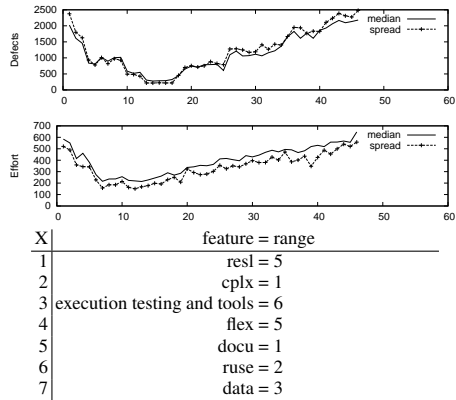 2500
2000
1500
1000
500
0
Defects
median
spread
0 10 20 30 40 50 60
700
600
500
400
300
200
100
0
Effort
median
spread
0 10 20 30 40 50 60
X feature = range
1 resl = 5
2 cplx = 1
3 execution testing and tools = 6
4 flex = 5
5 docu = 1
6 ruse = 2
7 data = 3